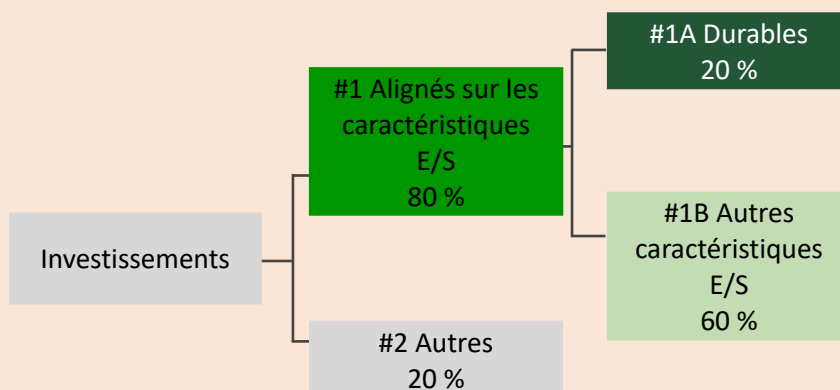 Investissements
#1 Alignés sur les
caractéristiques
E/S
80 %
#2 Autres
20 %
#1A Durables
20 %
#1B Autres
caractéristiques
E/S
60 %